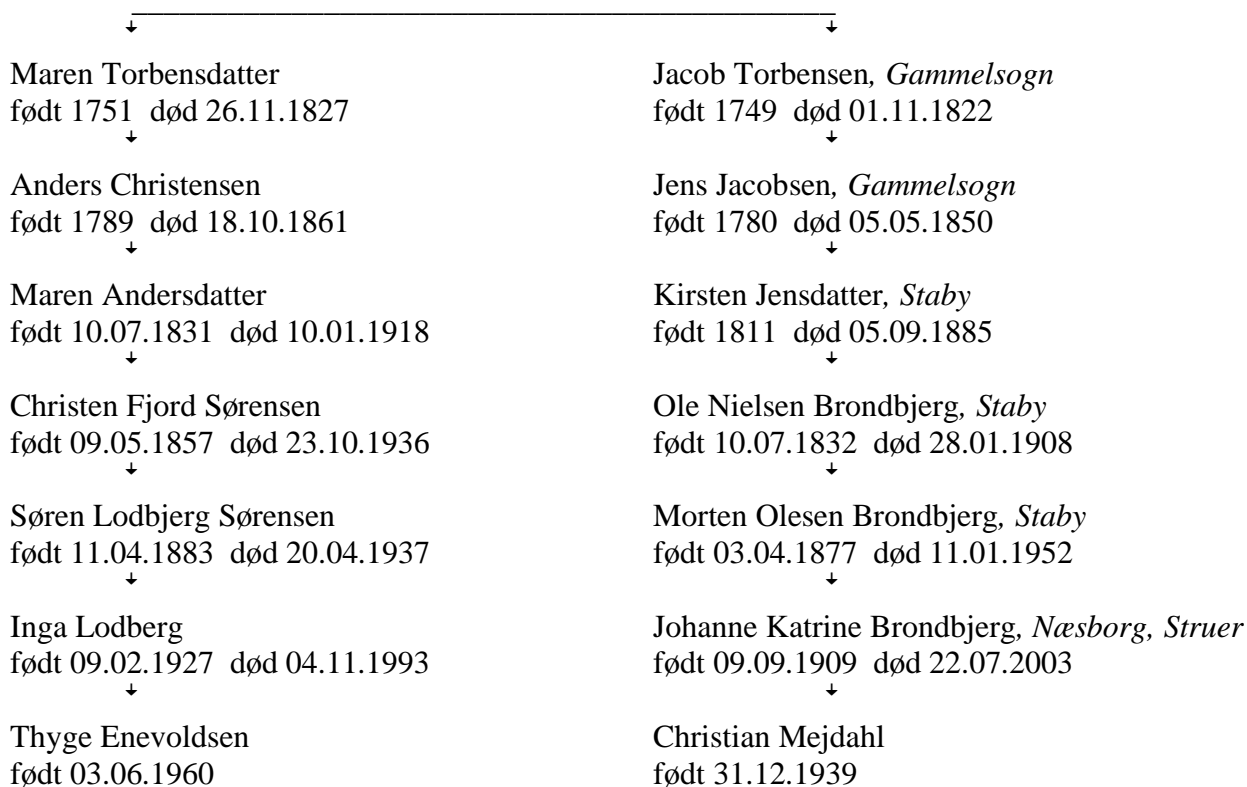 Maren Torbensdatter
født 1751 død 26.11.1827
Anders Christensen
født 1789 død 18.10.1861
Maren Andersdatter
født 10.07.1831 død 10.01.1918
Christen Fjord Sørensen
født 09.05.1857 død 23.10.1936
Søren Lodbjerg Sørensen
født 11.04.1883 død 20.04.1937
Inga Lodberg
født 09.02.1927 død 04.11.1993
Thyge Enevoldsen
født 03.06.1960
Jacob Torbensen, Gammelsogn
født 1749 død 01.11.1822
Jens Jacobsen, Gammelsogn
født 1780 død 05.05.1850
Kirsten Jensdatter, Staby
født 1811 død 05.09.1885
Ole Nielsen Brondbjerg, Staby
født 10.07.1832 død 28.01.1908
Morten Olesen Brondbjerg, Staby
født 03.04.1877 død 11.01.1952
Johanne Katrine Brondbjerg, Næsborg, Struer
født 09.09.1909 død 22.07.2003
Christian Mejdahl
født 31.12.1939